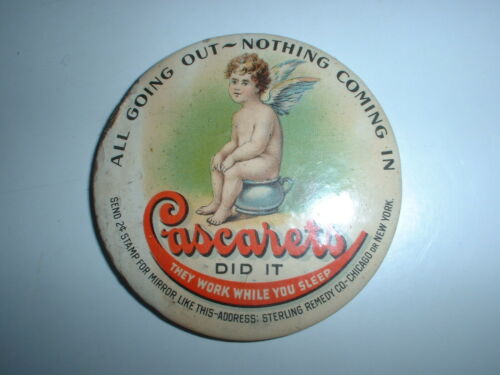 ALL GOING OUT~NOTHING COMING IN
Cascarets
DID IT
THEY WORK WHILE YOU SLEEP
SEND 2¢ STAMP FOR MIRROR, LIKE THIS-ADDRESS: STERLING REMEDY CO-CHICAGO OR NEW YORK.